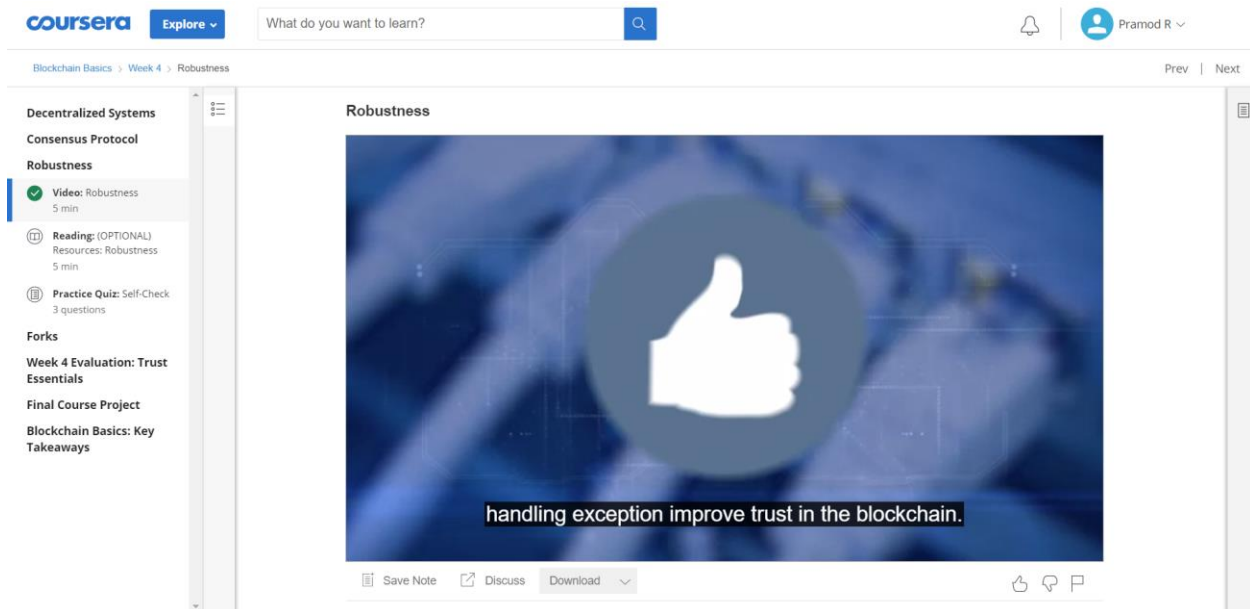 coursera
Explore
What do you want to learn?
Pramod R
Blockchain Basics > Week 4 > Robustness
Prev | Next
Decentralized Systems
Consensus Protocol
Robustness
Video: Robustness
5 min
Reading: (OPTIONAL)
Resources: Robustness
5 min
Practice Quiz: Self-Check
3 questions
Forks
Week 4 Evaluation: Trust
Essentials
Final Course Project
Blockchain Basics: Key
Takeaways
Robustness
handling exception improve trust in the blockchain.
Save Note
Discuss
Download